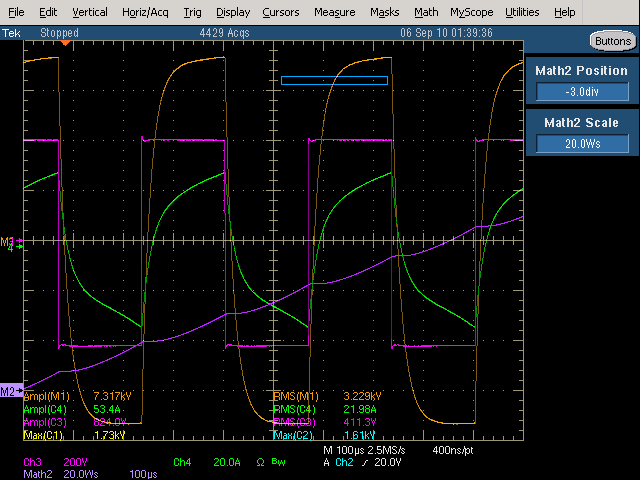 File Edit Vertical Horiz/Acq Trig Display Cursors Measure Masks Math MyScope Utilities Help
Tek Stopped 4429 Acqs 06 Sep 10 01:39:36 Buttons
Math2 Position
-3.0div
Math2 Scale
20.0Ws
M1
4
M2
Ampl(M1) 7.317kV RMS(M1) 3.229kV
Ampl(C4) 53.4A RMS(C4) 21.98A
Ampl(C3) 824.0V RMS(C3) 411.3V
Max(C1) 1.73kV Max(C2) 1.61kV
M 100µs 2.5MS/s 400ns/pt
Ch3 200V Ch4 20.0A Ω Bw A Ch2 20.0V
Math2 20.0Ws 100µs